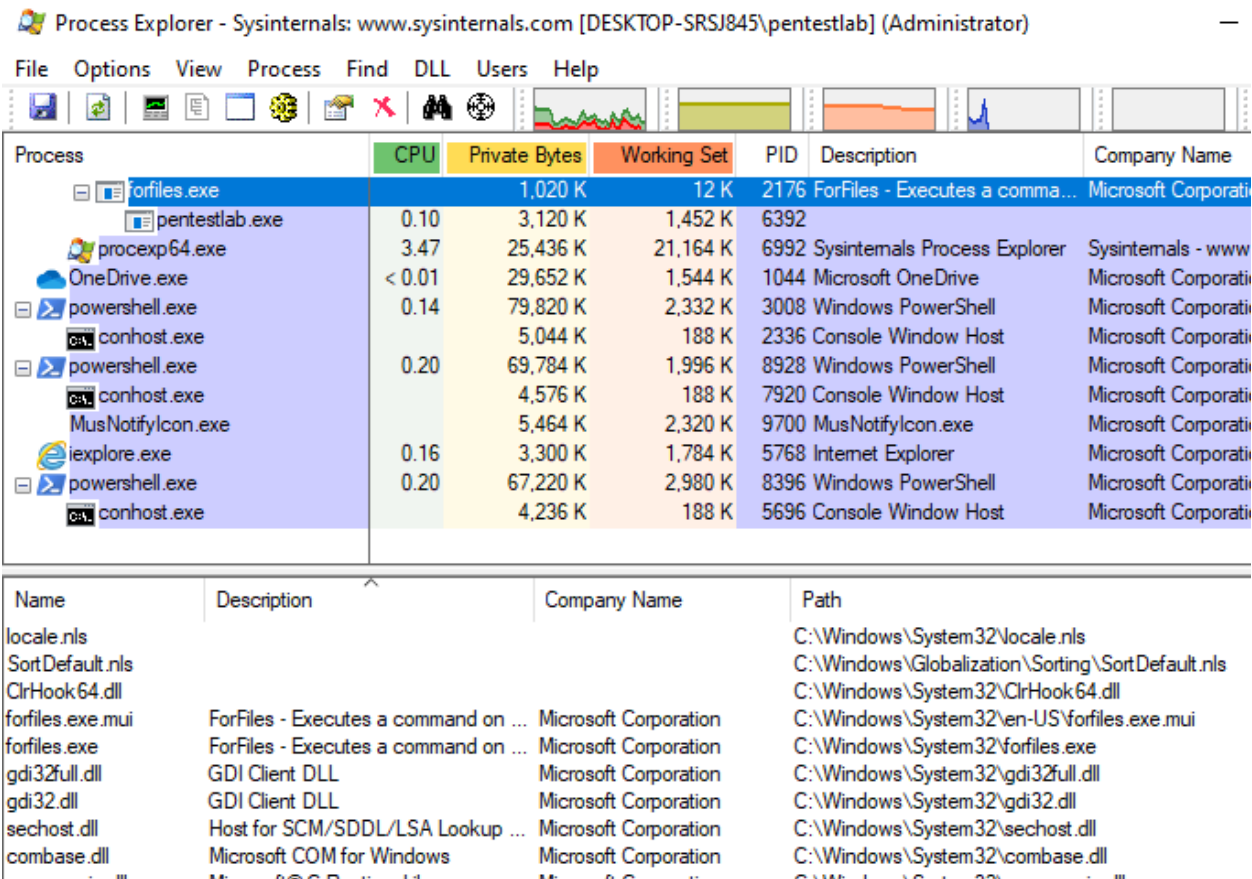 Process Explorer - Sysinternals: www.sysinternals.com [DESKTOP-SRSJ845\pentestlab] (Administrator)
File Options View Process Find DLL Users Help
Process CPU Private Bytes Working Set PID Description Company Name
forfiles.exe 1,020 K 12 K 2176 ForFiles - Executes a comma... Microsoft Corporati
pentestlab.exe 0.10 3,120 K 1,452 K 6392
procexp64.exe 3.47 25,436 K 21,164 K 6992 Sysinternals Process Explorer Sysinternals - www
OneDrive.exe < 0.01 29,652 K 1,544 K 1044 Microsoft OneDrive Microsoft Corporati
powershell.exe 0.14 79,820 K 2,332 K 3008 Windows PowerShell Microsoft Corporati
conhost.exe 5,044 K 188 K 2336 Console Window Host Microsoft Corporati
powershell.exe 0.20 69,784 K 1,996 K 8928 Windows PowerShell Microsoft Corporati
conhost.exe 4,576 K 188 K 7920 Console Window Host Microsoft Corporati
MusNotifyIcon.exe 5,464 K 2,320 K 9700 MusNotifyIcon.exe Microsoft Corporati
iexplore.exe 0.16 3,300 K 1,784 K 5768 Internet Explorer Microsoft Corporati
powershell.exe 0.20 67,220 K 2,980 K 8396 Windows PowerShell Microsoft Corporati
conhost.exe 4,236 K 188 K 5696 Console Window Host Microsoft Corporati
Name Description Company Name Path
locale.nls C:\Windows\System32\locale.nls
SortDefault.nls C:\Windows\Globalization\Sorting\SortDefault.nls
ClrHook64.dll C:\Windows\System32\ClrHook64.dll
forfiles.exe.mui ForFiles - Executes a command on ... Microsoft Corporation C:\Windows\System32\en-US\forfiles.exe.mui
forfiles.exe ForFiles - Executes a command on ... Microsoft Corporation C:\Windows\System32\forfiles.exe
gdi32full.dll GDI Client DLL Microsoft Corporation C:\Windows\System32\gdi32full.dll
gdi32.dll GDI Client DLL Microsoft Corporation C:\Windows\System32\gdi32.dll
sechost.dll Host for SCM/SDDL/LSA Lookup ... Microsoft Corporation C:\Windows\System32\sechost.dll
combase.dll Microsoft COM for Windows Microsoft Corporation C:\Windows\System32\combase.dll